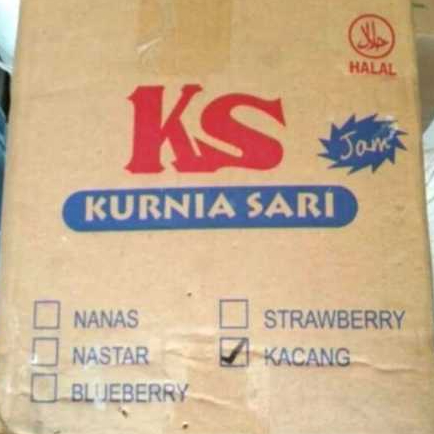 حلال
HALAL
KS
Jam
KURNIA SARI
NANAS
STRAWBERRY
NASTAR
KACANG
BLUEBERRY